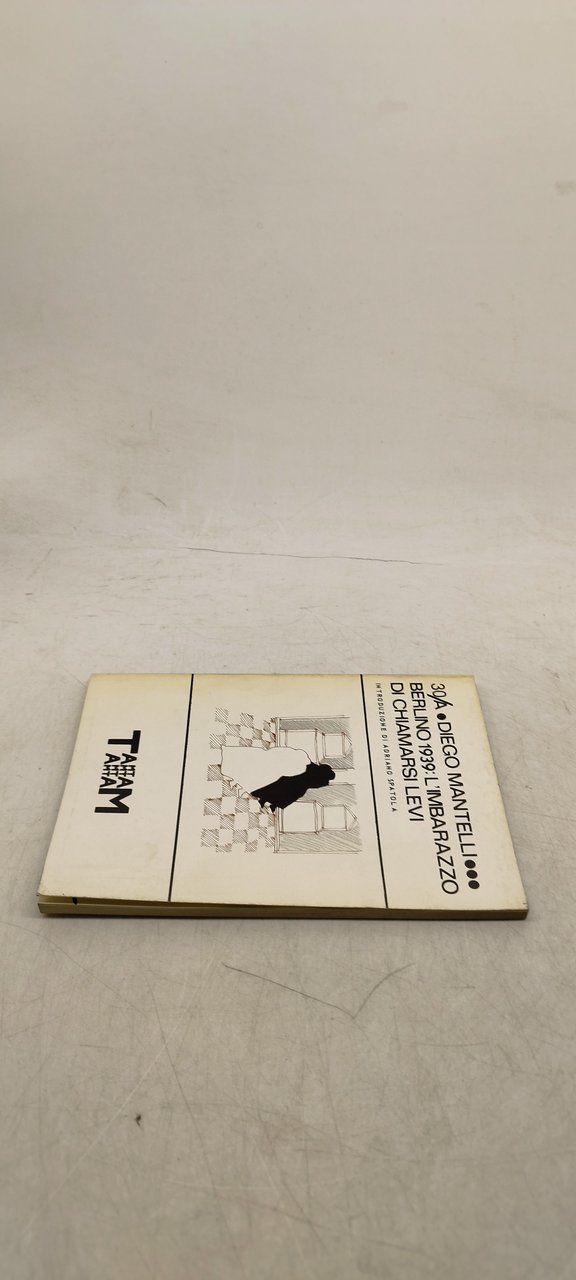 30/A ● DIEGO MANTELLI ●●●
BERLINO 1939: L'IMBARAZZO
DI CHIAMARSI LEVI
INTRODUZIONE DI ADRIANO SPATOLA
TAM
TAM